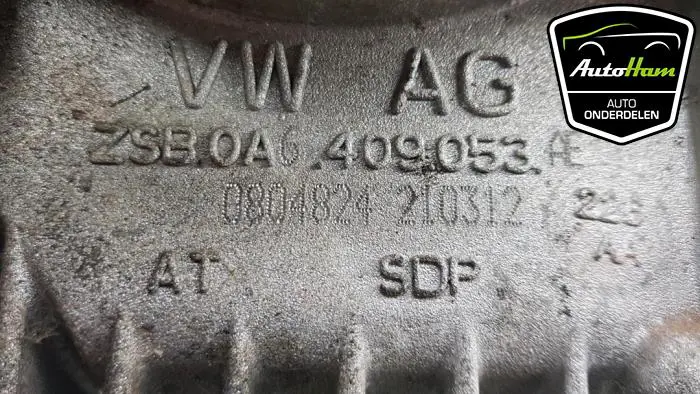 AutoHam
AUTO
ONDERDELEN
VW AG
ZSB.0A6.409.053.AE
0804824 210312
AT SDP